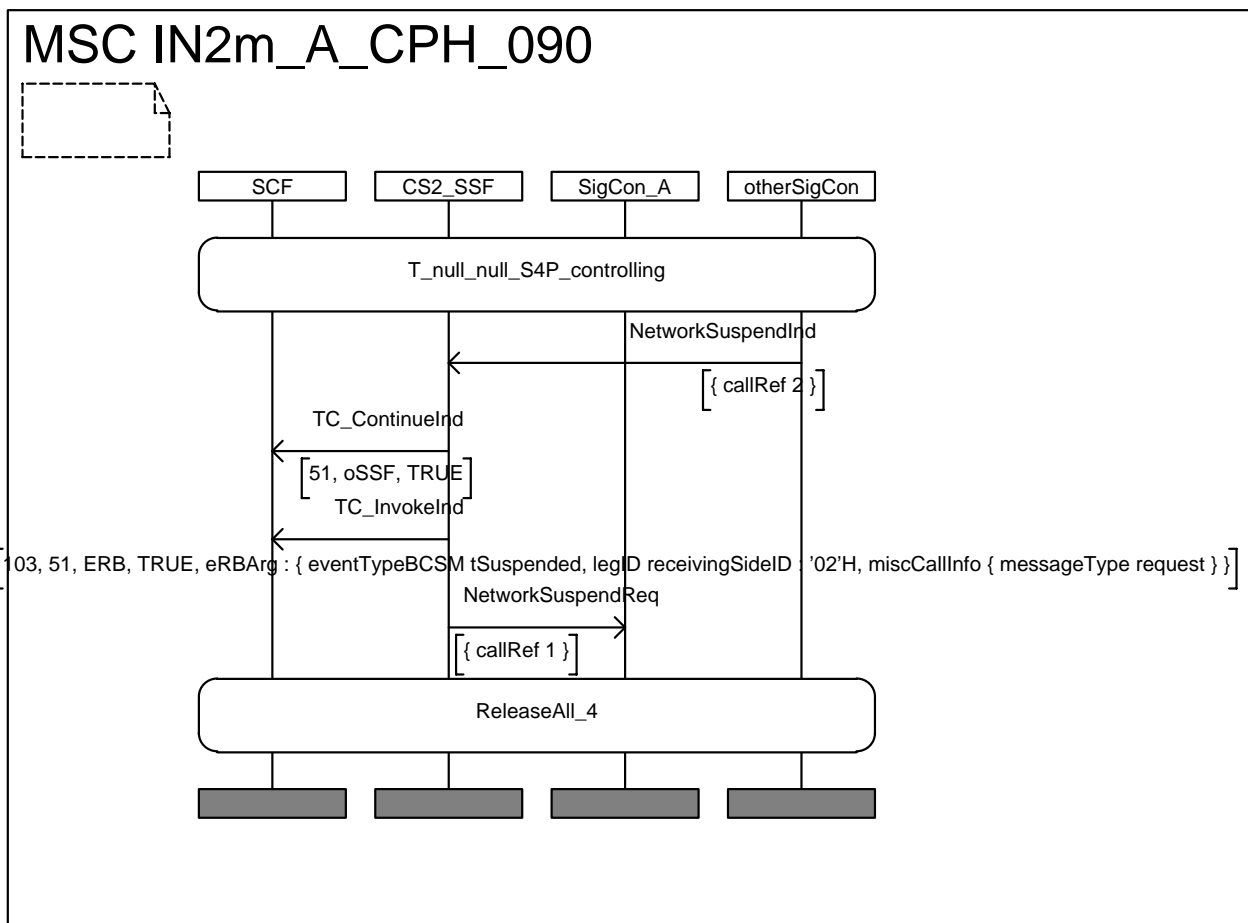 MSC IN2m_A_CPH_090
SCF CS2_SSF SigCon_A otherSigCon
T_null_null_S4P_controlling
NetworkSuspendInd
{ callRef 2 }
TC_ContinueInd
51, oSSF, TRUE
TC_InvokeInd
103, 51, ERB, TRUE, eRBArg : { eventTypeBCSM tSuspended, legID receivingSideID : '02'H, miscCallInfo { messageType request } }
NetworkSuspendReq
{ callRef 1 }
ReleaseAll_4